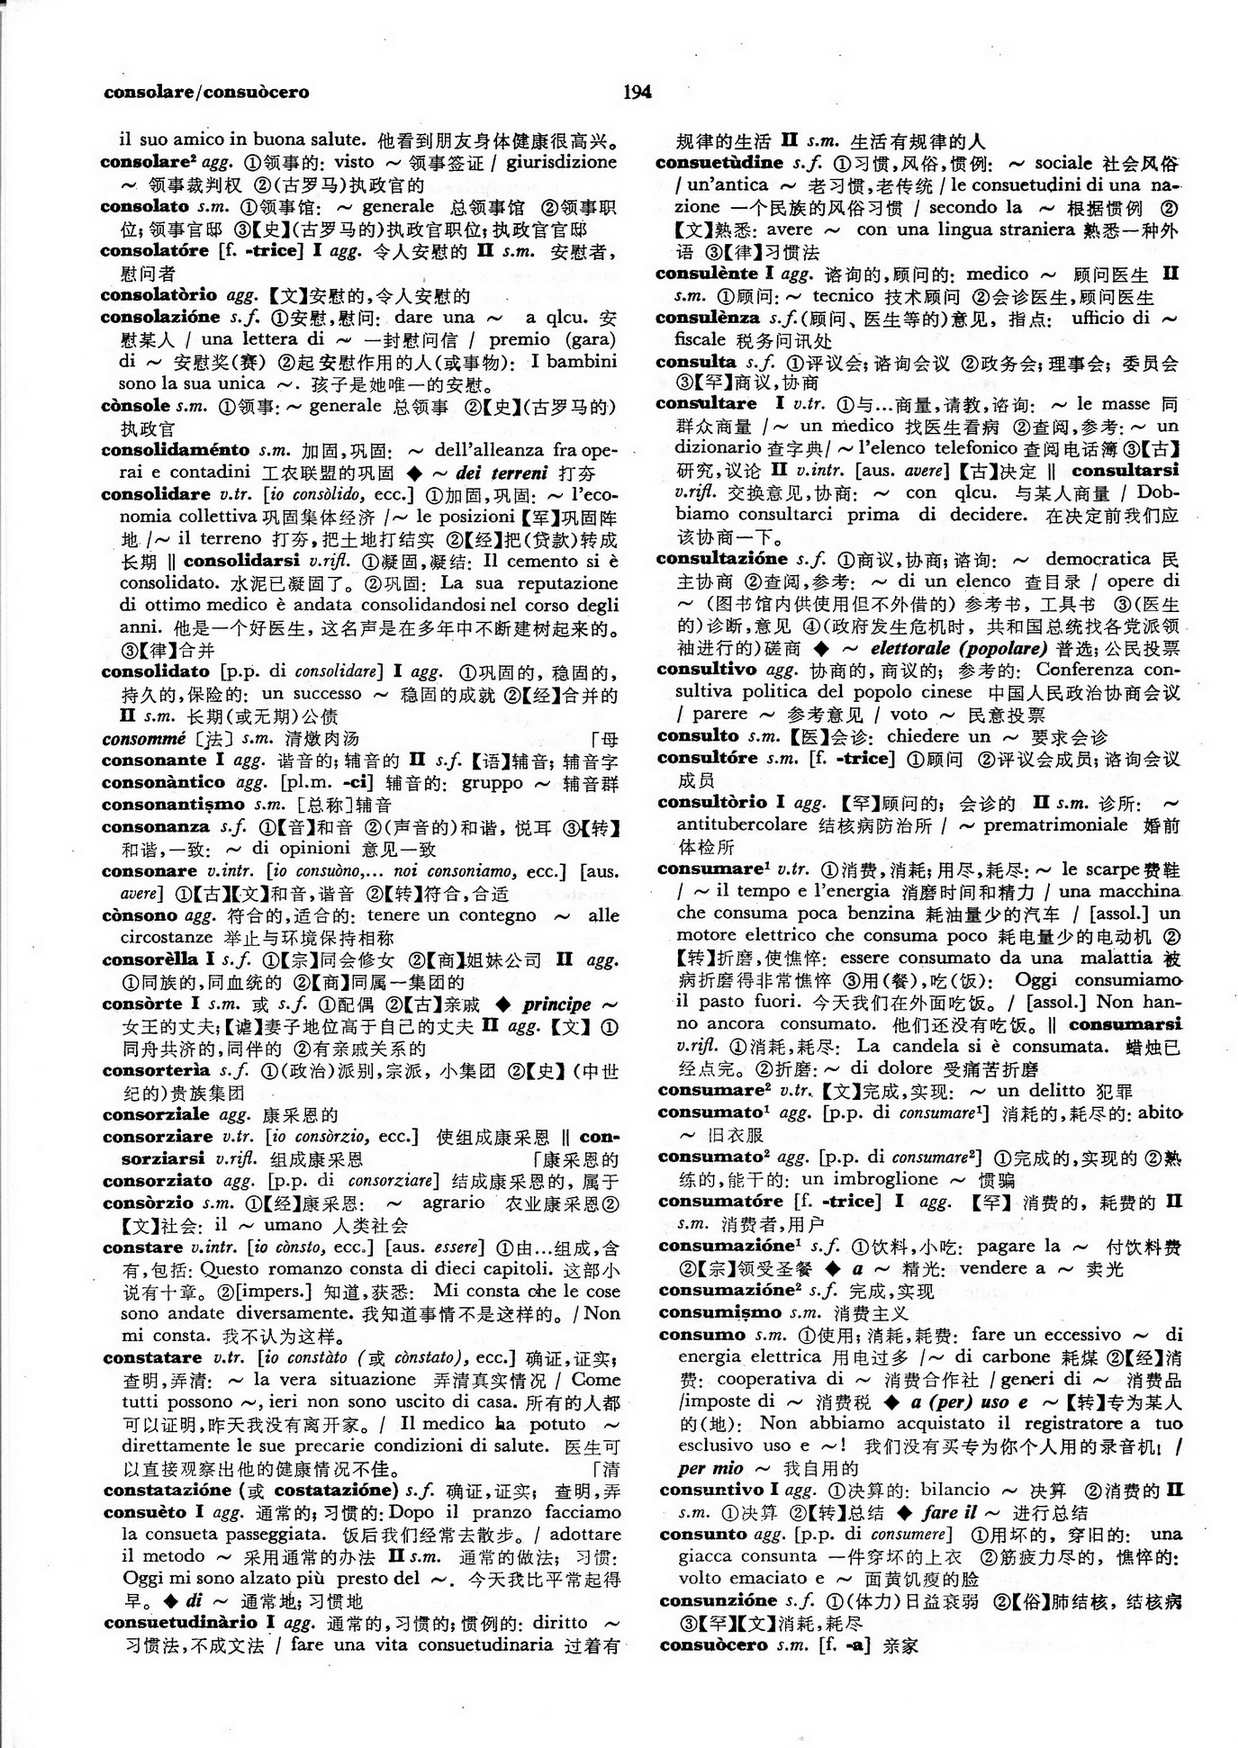 consolare/consuòcero
194
il suo amico in buona salute. 他看到朋友身体健康很高兴。
consolare² agg. ①领事的: visto ～ 领事签证 / giurisdizione
～ 领事裁判权 ②(古罗马)执政官的
consolato s.m. ①领事馆: ～ generale 总领事馆 ②领事职
位;领事官邸 ③【史】(古罗马的)执政官职位;执政官官邸
consolatóre [f. -trice] I agg. 令人安慰的 II s.m. 安慰者,
慰问者
consolatòrio agg. 【文】安慰的,令人安慰的
consolazióne s.f. ①安慰,慰问: dare una ～ a qlcu. 安
慰某人 / una lettera di ～ 一封慰问信 / premio (gara)
di ～ 安慰奖(赛) ②起安慰作用的人(或事物): I bambini
sono la sua unica ～. 孩子是她唯一的安慰。
cònsole s.m. ①领事:～ generale 总领事 ②【史】(古罗马的)
执政官
consolidaménto s.m. 加固,巩固: ～ dell'alleanza fra ope-
rai e contadini 工农联盟的巩固 ◆ ～ dei terreni 打夯
consolidare v.tr. [io consòlido, ecc.] ①加固,巩固: ～ l'eco-
nomia collettiva 巩固集体经济 /～ le posizioni【军】巩固阵
地 /～ il terreno 打夯,把土地打结实 ②【经】把(贷款)转成
长期 ‖ consolidarsi v.rifl. ①凝固,凝结: Il cemento si è
consolidato. 水泥已凝固了。②巩固: La sua reputazione
di ottimo medico è andata consolidandosi nel corso degli
anni. 他是一个好医生, 这名声是在多年中不断建树起来的。
③【律】合并
consolidato [p.p. di consolidare] I agg. ①巩固的, 稳固的,
持久的,保险的: un successo ～ 稳固的成就 ②【经】合并的
II s.m. 长期(或无期)公债
consommé〔法〕s.m. 清燉肉汤 「母
consonante I agg. 谐音的;辅音的 II s.f.【语】辅音; 辅音字
consonàntico agg. [pl.m. -ci] 辅音的: gruppo ～ 辅音群
consonantiṣmo s.m. [总称]辅音
consonanza s.f. ①【音】和音 ②(声音的)和谐, 悦耳 ③【转】
和谐,一致: ～ di opinioni 意见一致
consonare v.intr. [io consuòno,... noi consoniamo, ecc.] [aus.
avere] ①【古】【文】和音,谐音 ②【转】符合,合适
cònsono agg. 符合的,适合的: tenere un contegno ～ alle
circostanze 举止与环境保持相称
consorèlla I s.f. ①【宗】同会修女 ②【商】姐妹公司 II agg.
①同族的,同血统的 ②【商】同属一集团的
consòrte I s.m. 或 s.f. ①配偶 ②【古】亲戚 ◆ principe ～
女王的丈夫;【谑】妻子地位高于自己的丈夫 II agg. 【文】①
同舟共济的,同伴的 ②有亲戚关系的
consorterìa s.f. ①(政治)派别,宗派, 小集团 ②【史】(中世
纪的)贵族集团
consorziale agg. 康采恩的
consorziare v.tr. [io consòrzio, ecc.] 使组成康采恩 ‖ con-
sorziarsi v.rifl. 组成康采恩 「康采恩的
consorziato agg. [p.p. di consorziare] 结成康采恩的, 属于
consòrzio s.m. ①【经】康采恩: ～ agrario 农业康采恩②
【文】社会: il ～ umano 人类社会
constare v.intr. [io cònsto, ecc.] [aus. essere] ①由...组成,含
有,包括: Questo romanzo consta di dieci capitoli. 这部小
说有十章。②[impers.] 知道,获悉: Mi consta che le cose
sono andate diversamente. 我知道事情不是这样的。/ Non
mi consta. 我不认为这样。
constatare v.tr. [io constàto (或 cònstato), ecc.] 确证,证实;
查明,弄清: ～ la vera situazione 弄清真实情况 / Come
tutti possono ～, ieri non sono uscito di casa. 所有的人都
可以证明,昨天我没有离开家。/ Il medico ha potuto ～
direttamente le sue precarie condizioni di salute. 医生可
以直接观察出他的健康情况不佳。 「清
constatazióne (或 costatazióne) s.f. 确证,证实; 查明,弄
consuèto I agg. 通常的; 习惯的: Dopo il pranzo facciamo
la consueta passeggiata. 饭后我们经常去散步。/ adottare
il metodo ～ 采用通常的办法 II s.m. 通常的做法; 习惯:
Oggi mi sono alzato più presto del ～. 今天我比平常起得
早。◆ di ～ 通常地;习惯地
consuetudinàrio I agg. 通常的,习惯的;惯例的: diritto ～
习惯法,不成文法 / fare una vita consuetudinaria 过着有
规律的生活 II s.m. 生活有规律的人
consuetùdine s.f. ①习惯,风俗,惯例: ～ sociale 社会风俗
/ un'antica ～ 老习惯,老传统 / le consuetudini di una na-
zione 一个民族的风俗习惯 / secondo la ～ 根据惯例 ②
【文】熟悉: avere ～ con una lingua straniera 熟悉一种外
语 ③【律】习惯法
consulènte I agg. 谘询的,顾问的: medico ～ 顾问医生 II
s.m. ①顾问:～ tecnico 技术顾问 ②会诊医生,顾问医生
consulènza s.f.(顾问、医生等的)意见, 指点: ufficio di ～
fiscale 税务问讯处
consulta s.f. ①评议会;谘询会议 ②政务会;理事会; 委员会
③【罕】商议,协商
consultare I v.tr. ①与...商量,请教,谘询: ～ le masse 同
群众商量 /～ un medico 找医生看病 ②查阅,参考:～ un
dizionario 查字典/～l'elenco telefonico 查阅电话簿 ③【古】
研究,议论 II v.intr. [aus. avere]【古】决定 ‖ consultarsi
v.rifl. 交换意见,协商: ～ con qlcu. 与某人商量 / Dob-
biamo consultarci prima di decidere. 在决定前我们应
该协商一下。
consultazióne s.f. ①商议,协商;谘询: ～ democratica 民
主协商 ②查阅,参考: ～ di un elenco 查目录 / opere di
～ (图书馆内供使用但不外借的) 参考书, 工具书 ③(医生
的)诊断,意见 ④(政府发生危机时, 共和国总统找各党派领
袖进行的)磋商 ◆ ～ elettorale (popolare) 普选;公民投票
consultivo agg. 协商的, 商议的; 参考的: Conferenza con-
sultiva politica del popolo cinese 中国人民政治协商会议
/ parere ～ 参考意见 / voto ～ 民意投票
consulto s.m.【医】会诊: chiedere un ～ 要求会诊
consultóre s.m. [f. -trice] ①顾问 ②评议会成员;谘询会议
成员
consultòrio I agg. 【罕】顾问的; 会诊的 II s.m. 诊所: ～
antitubercolare 结核病防治所 / ～ prematrimoniale 婚前
体检所
consumare¹ v.tr. ①消费,消耗;用尽,耗尽:～ le scarpe费鞋
/ ～ il tempo e l'energia 消磨时间和精力 / una macchina
che consuma poca benzina 耗油量少的汽车 / [assol.] un
motore elettrico che consuma poco 耗电量少的电动机 ②
【转】折磨,使憔悴: essere consumato da una malattia 被
病折磨得非常憔悴 ③用(餐),吃(饭): Oggi consumiamo
il pasto fuori. 今天我们在外面吃饭。/ [assol.] Non han-
no ancora consumato. 他们还没有吃饭。‖ consumarsi
v.rifl. ①消耗,耗尽: La candela si è consumata. 蜡烛已
经点完。②折磨:～ di dolore 受痛苦折磨
consumare² v.tr.【文】完成,实现: ～ un delitto 犯罪
consumato¹ agg. [p.p. di consumare¹] 消耗的,耗尽的: abito
～ 旧衣服
consumato² agg. [p.p. di consumare²] ①完成的,实现的 ②熟
练的,能干的: un imbroglione ～ 惯骗
consumatóre [f. -trice] I agg. 【罕】消费的, 耗费的 II
s.m. 消费者,用户
consumazióne¹ s.f. ①饮料,小吃: pagare la ～ 付饮料费
②【宗】领受圣餐 ◆ a ～ 精光: vendere a ～ 卖光
consumazióne² s.f. 完成,实现
consumiṣmo s.m. 消费主义
consumo s.m. ①使用; 消耗,耗费: fare un eccessivo ～ di
energia elettrica 用电过多 /～ di carbone 耗煤 ②【经】消
费: cooperativa di ～ 消费合作社 / generi di ～ 消费品
/imposte di ～ 消费税 ◆ a (per) uso e ～【转】专为某人
的(地): Non abbiamo acquistato il registratore a tuo
esclusivo uso e ～! 我们没有买专为你个人用的录音机! /
per mio ～ 我自用的
consuntivo I agg. ①决算的: bilancio ～ 决算 ②消费的 II
s.m. ①决算 ②【转】总结 ◆ fare il ～ 进行总结
consunto agg. [p.p. di consumere] ①用坏的, 穿旧的: una
giacca consunta 一件穿坏的上衣 ②筋疲力尽的, 憔悴的:
volto emaciato e ～ 面黄饥瘦的脸
consunzióne s.f. ①(体力)日益衰弱 ②【俗】肺结核, 结核病
③【罕】【文】消耗,耗尽
consuòcero s.m. [f. -a] 亲家